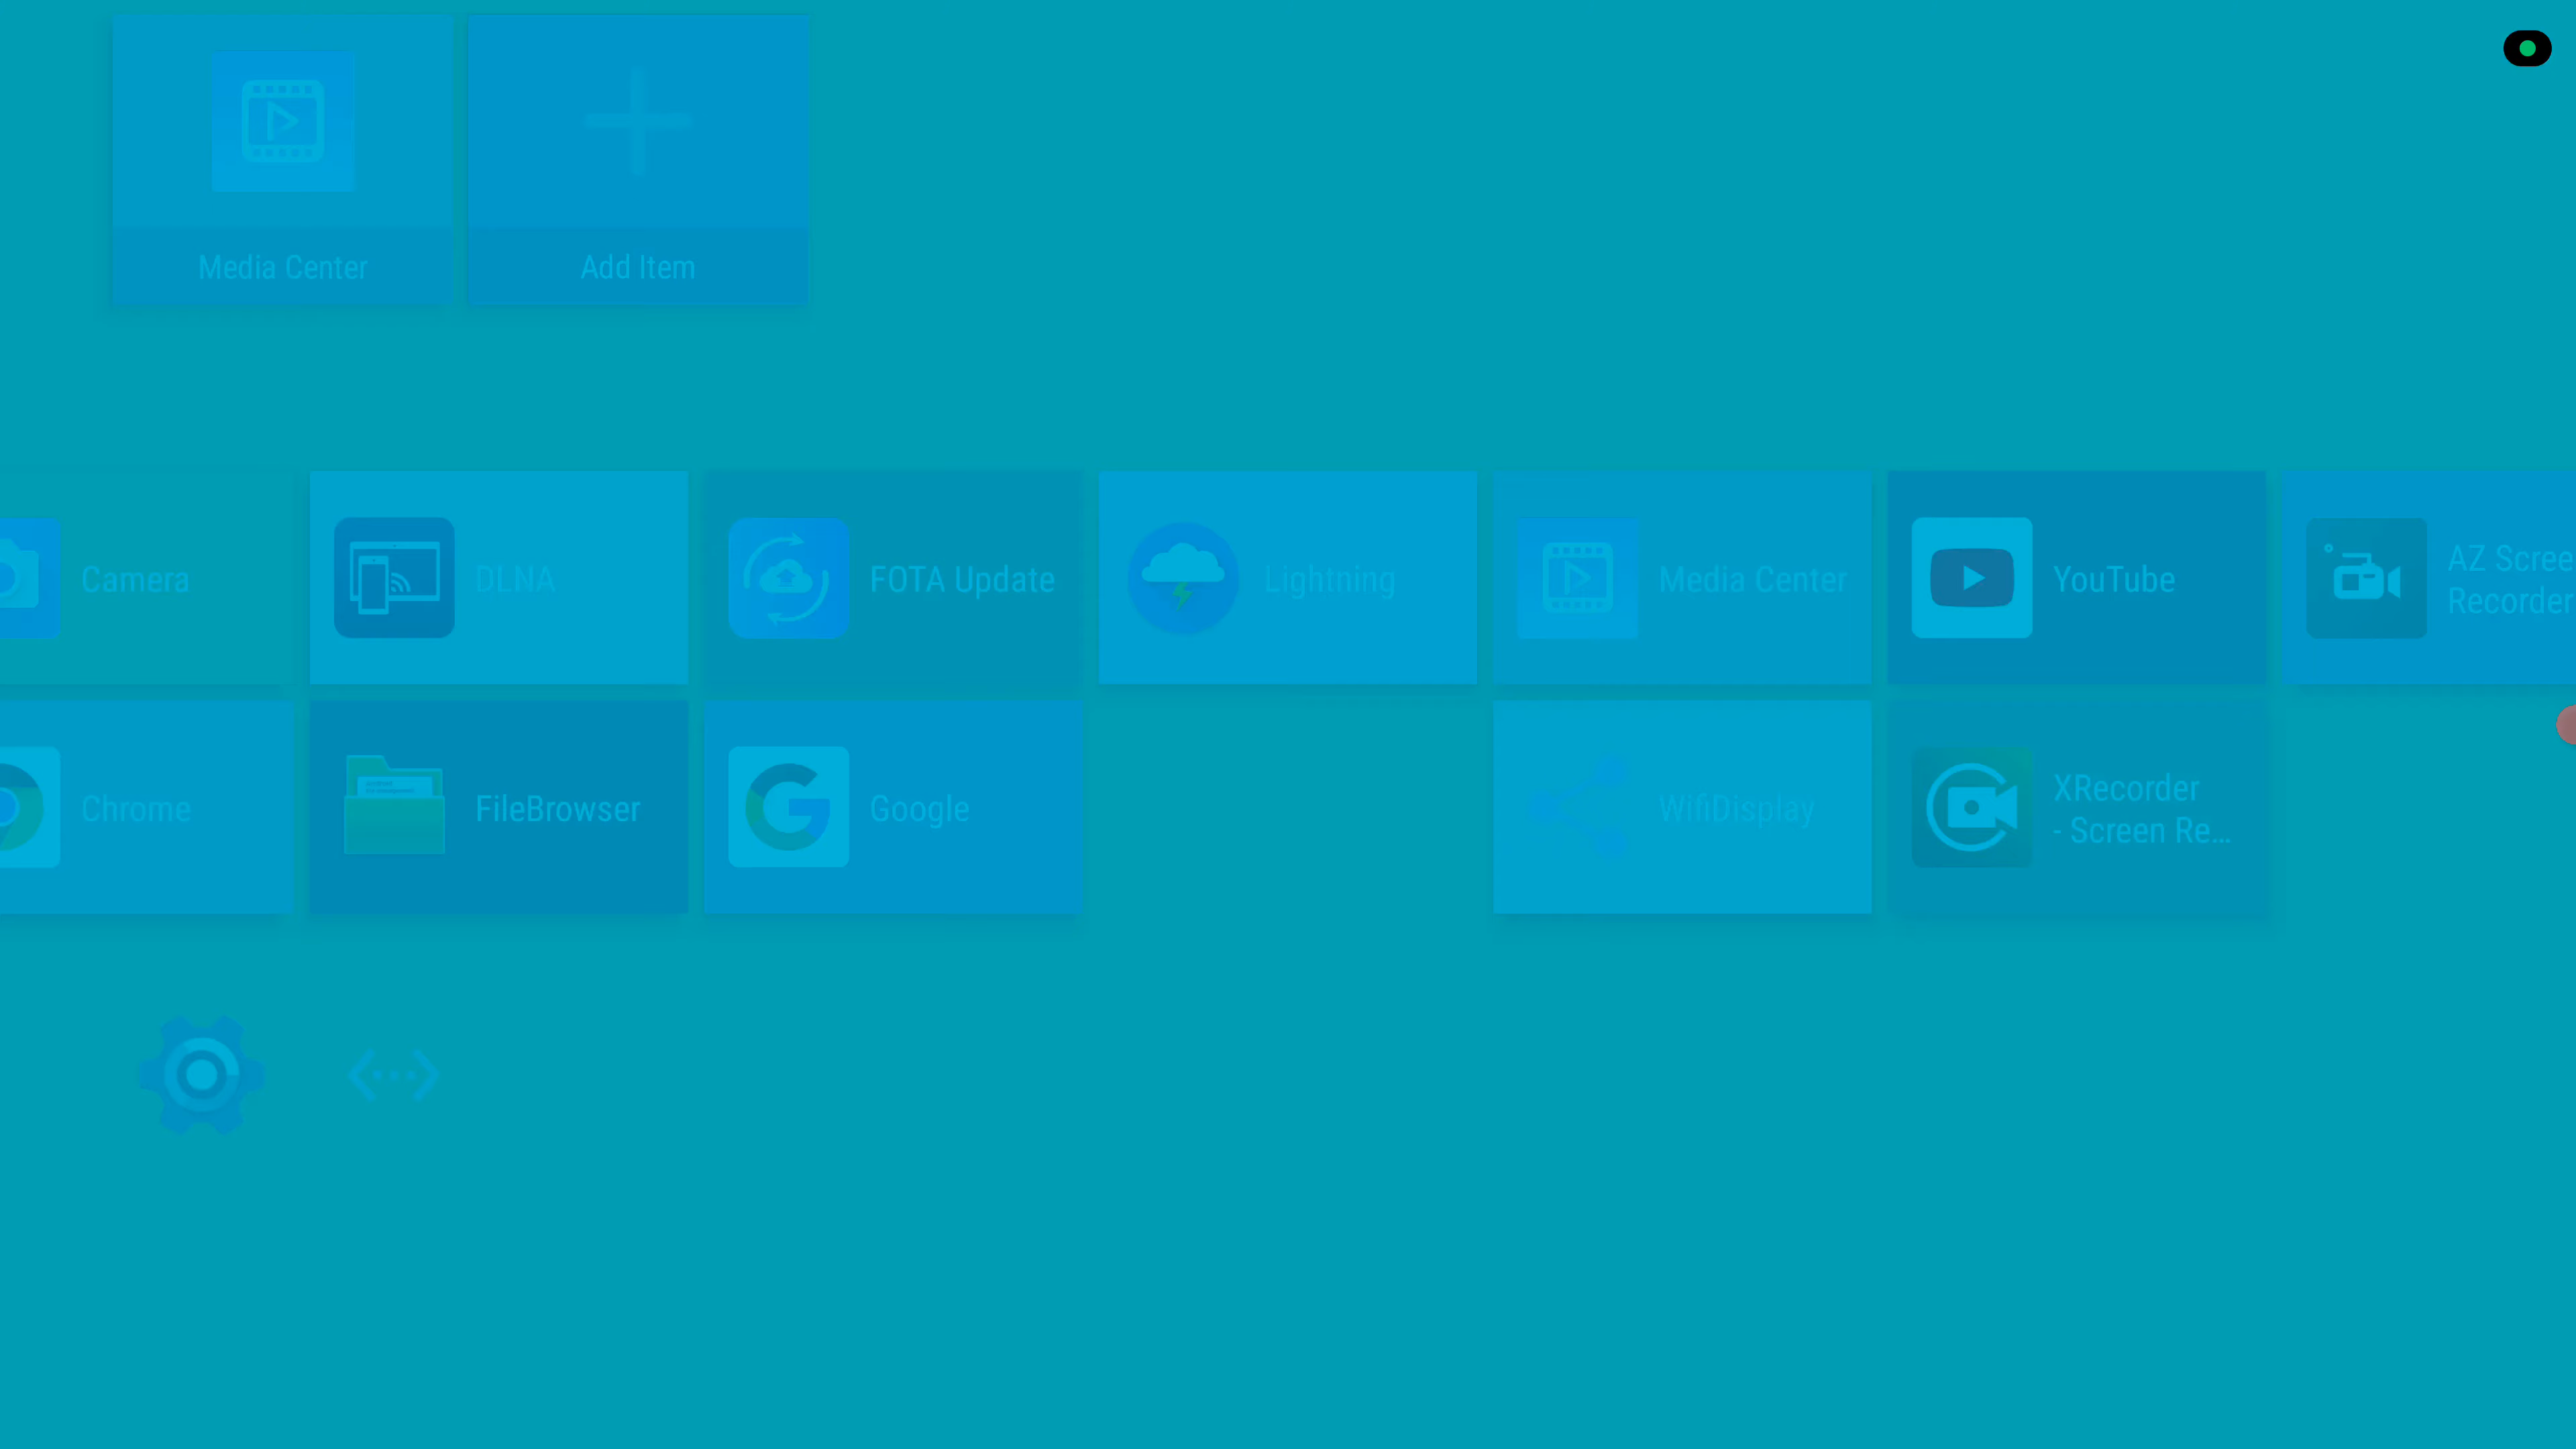 Media Center
Add Item
Camera
DLNA
FOTA Update
Lightning
Media Center
YouTube
AZ Scree
Recorder
Chrome
FileBrowser
Google
WifiDisplay
XRecorder
- Screen Re...